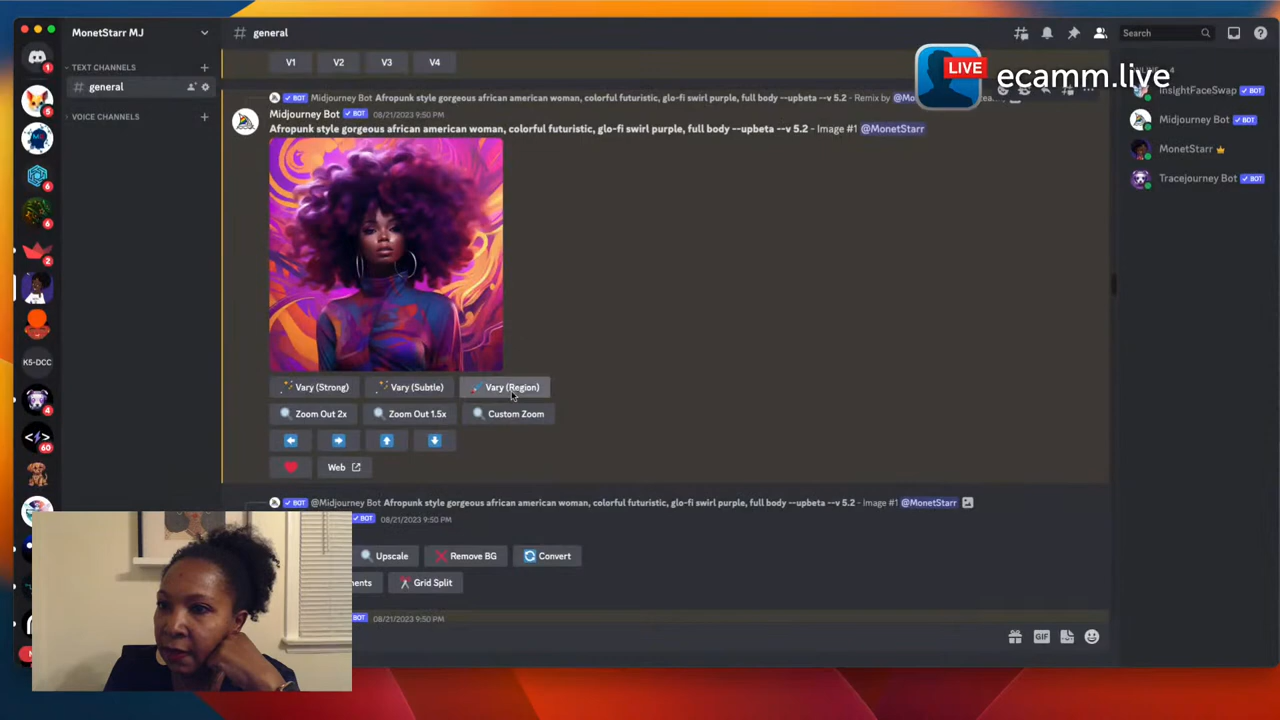 MonetStarr MJ
# general
Search
LIVE
ecamm.live
TEXT CHANNELS
general
VOICE CHANNELS
K5-DCC
1
6
6
2
4
60
V1 V2 V3 V4
BOT Midjourney Bot Afropunk style gorgeous african american woman, colorful futuristic, glo-fi swirl purple, full body --upbeta --v 5.2 - Remix by
Midjourney Bot BOT 08/21/2023 9:50 PM
Afropunk style gorgeous african american woman, colorful futuristic, glo-fi swirl purple, full body --upbeta --v 5.2 - Image #1 @MonetStarr
Vary (Strong) Vary (Subtle) Vary (Region)
Zoom Out 2x Zoom Out 1.5x Custom Zoom
Web
BOT @Midjourney Bot Afropunk style gorgeous african american woman, colorful futuristic, glo-fi swirl purple, full body --upbeta --v 5.2 - Image #1 @MonetStarr
BOT 08/21/2023 9:50 PM
Upscale Remove BG Convert
Grid Split
BOT 08/21/2023 9:50 PM
GIF
InsightFaceSwap BOT
Midjourney Bot BOT
MonetStarr
Tracejourney Bot BOT